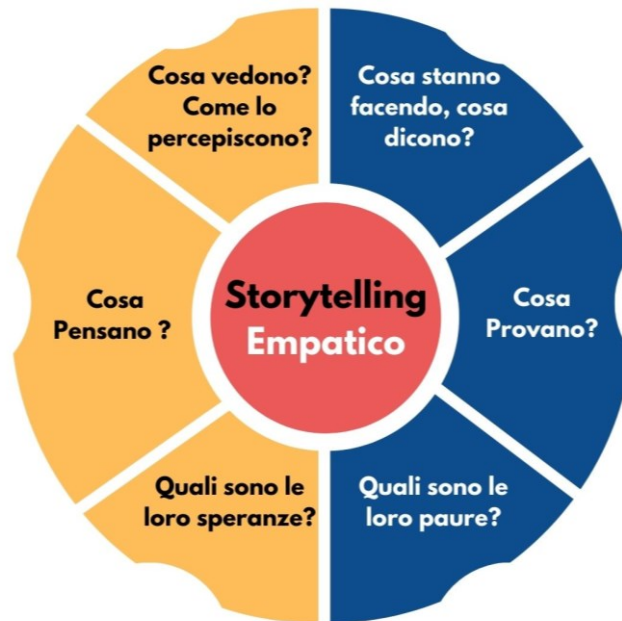 Cosa vedono?
Come lo
percepiscono?
Cosa stanno
facendo, cosa
dicono?
Cosa
Pensano ?
Storytelling
Empatico
Cosa
Provano?
Quali sono le
loro speranze?
Quali sono le
loro paure?